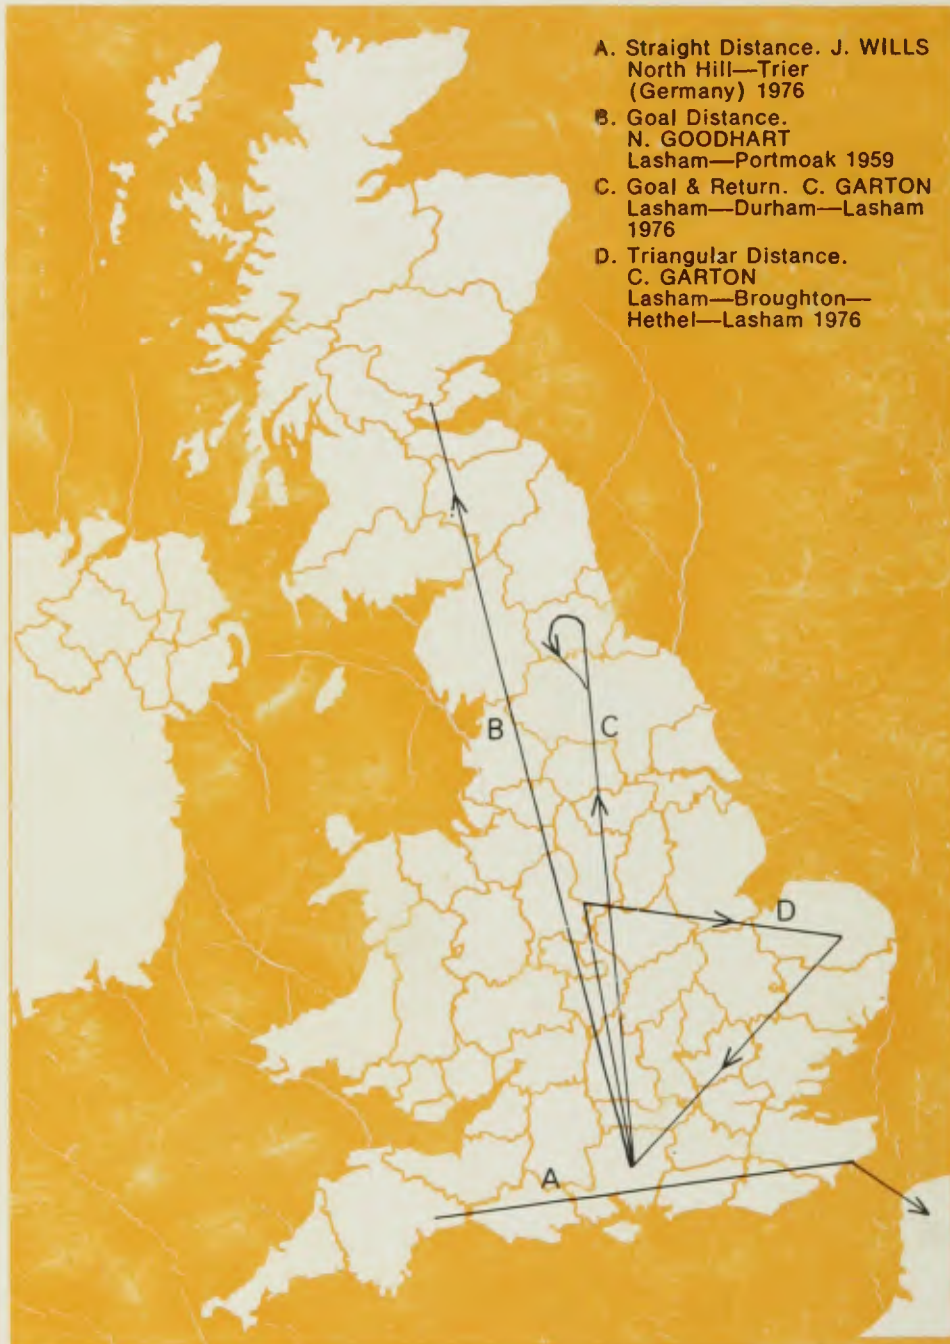 A. Straight Distance. J. WILLS
North Hill—Trier
(Germany) 1976
B. Goal Distance.
N. GOODHART
Lasham—Portmoak 1959
C. Goal & Return. C. GARTON
Lasham—Durham—Lasham
1976
D. Triangular Distance.
C. GARTON
Lasham—Broughton—
Hethel—Lasham 1976
B
C
D
A